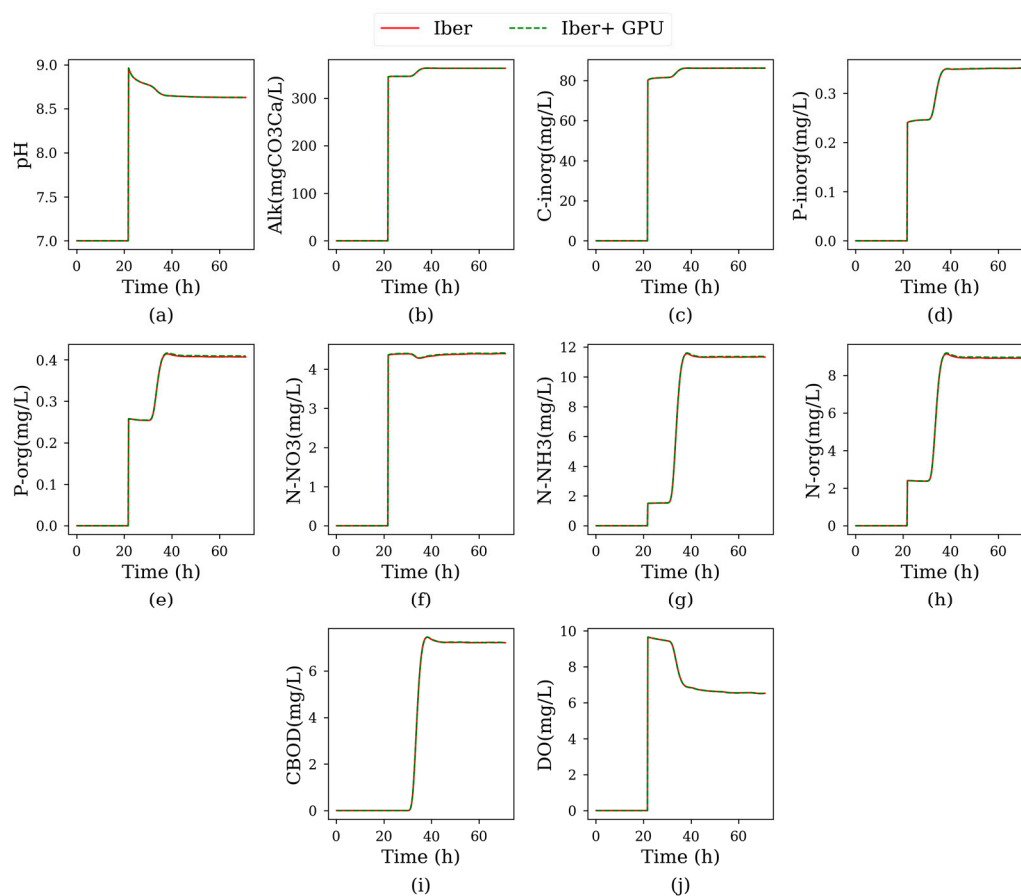 Iber Iber+ GPU
pH
9.0
8.5
8.0
7.5
7.0
0 20 40 60
Time (h)
(a)
Alk(mgCO3Ca/L)
300
250
200
150
100
50
0
0 20 40 60
Time (h)
(b)
C-inorg(mg/L)
80
60
40
20
0
0 20 40 60
Time (h)
(c)
P-inorg(mg/L)
0.3
0.2
0.1
0.0
0 20 40 60
Time (h)
(d)
P-org(mg/L)
0.4
0.3
0.2
0.1
0.0
0 20 40 60
Time (h)
(e)
N-NO3(mg/L)
4
3
2
1
0
0 20 40 60
Time (h)
(f)
N-NH3(mg/L)
12
10
8
6
4
2
0
0 20 40 60
Time (h)
(g)
N-org(mg/L)
8
6
4
2
0
0 20 40 60
Time (h)
(h)
CBOD(mg/L)
6
4
2
0
0 20 40 60
Time (h)
(i)
DO(mg/L)
10
8
6
4
2
0
0 20 40 60
Time (h)
(j)